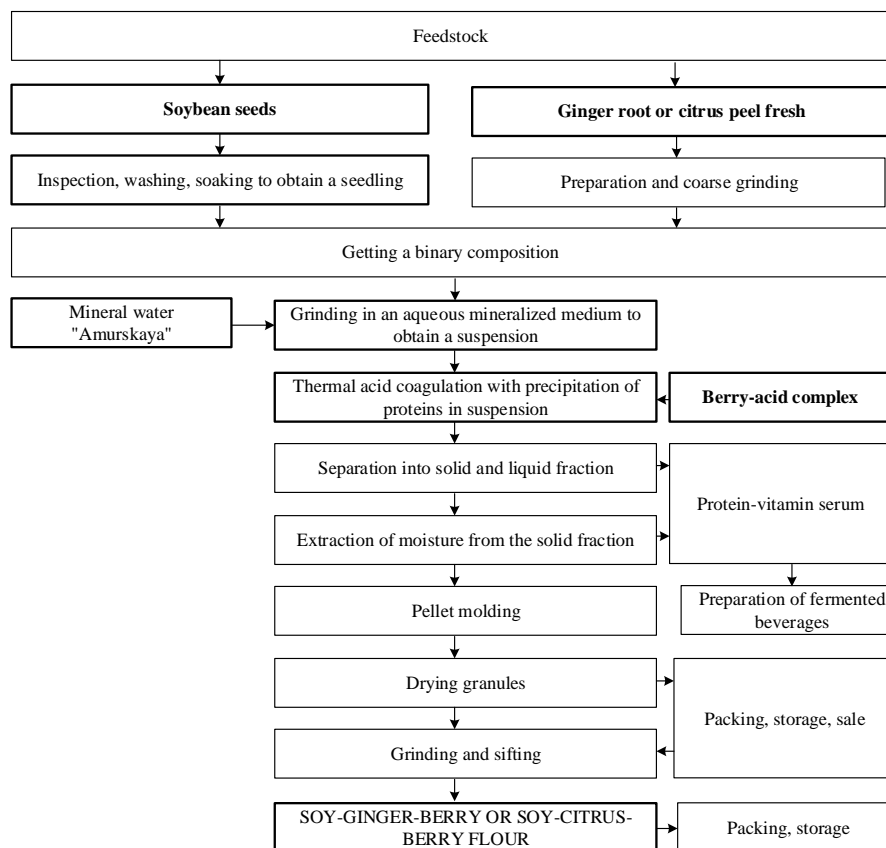 Feedstock
Soybean seeds
Ginger root or citrus peel fresh
Inspection, washing, soaking to obtain a seedling
Preparation and coarse grinding
Getting a binary composition
Mineral water
"Amurskaya"
Grinding in an aqueous mineralized medium to
obtain a suspension
Thermal acid coagulation with precipitation of
proteins in suspension
Berry-acid complex
Separation into solid and liquid fraction
Protein-vitamin serum
Extraction of moisture from the solid fraction
Pellet molding
Preparation of fermented
beverages
Drying granules
Packing, storage, sale
Grinding and sifting
SOY-GINGER-BERRY OR SOY-CITRUS-
BERRY FLOUR
Packing, storage